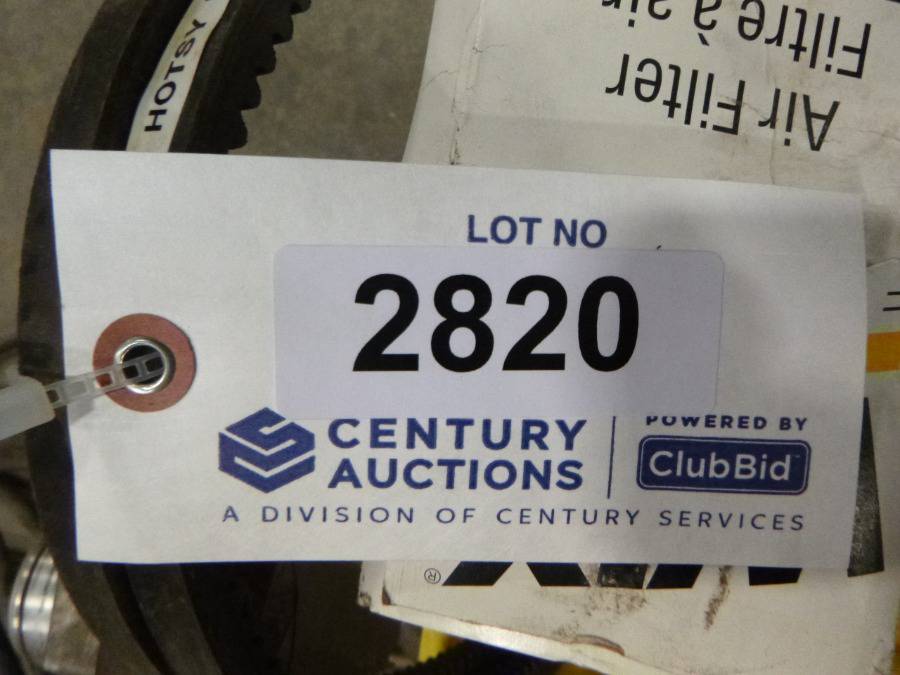 HOTSY
Filtre à air
Air Filter
LOT NO
2820
CENTURY
AUCTIONS
POWERED BY
ClubBid
A DIVISION OF CENTURY SERVICES
®